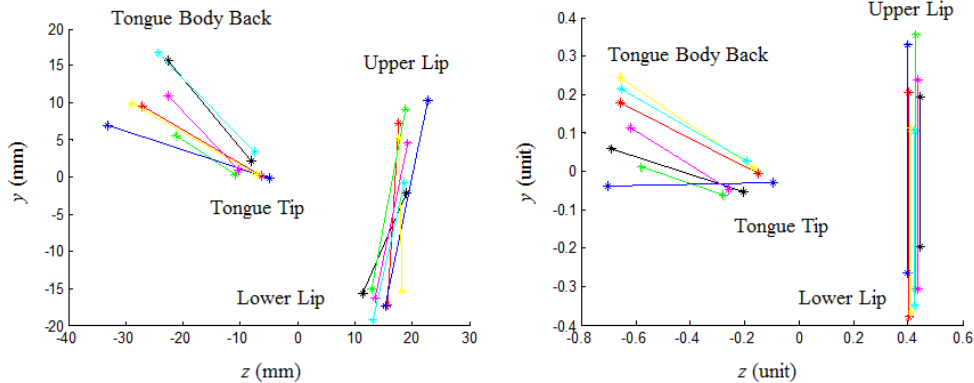 Tongue Body Back
Upper Lip
Tongue Tip
Lower Lip
y (mm)
20
15
10
5
0
-5
-10
-15
-20
-40
-30
-20
-10
0
10
20
30
z (mm)
Upper Lip
Tongue Body Back
Tongue Tip
Lower Lip
y (unit)
0.4
0.3
0.2
0.1
0
-0.1
-0.2
-0.3
-0.4
-0.8
-0.6
-0.4
-0.2
0
0.2
0.4
0.6
z (unit)